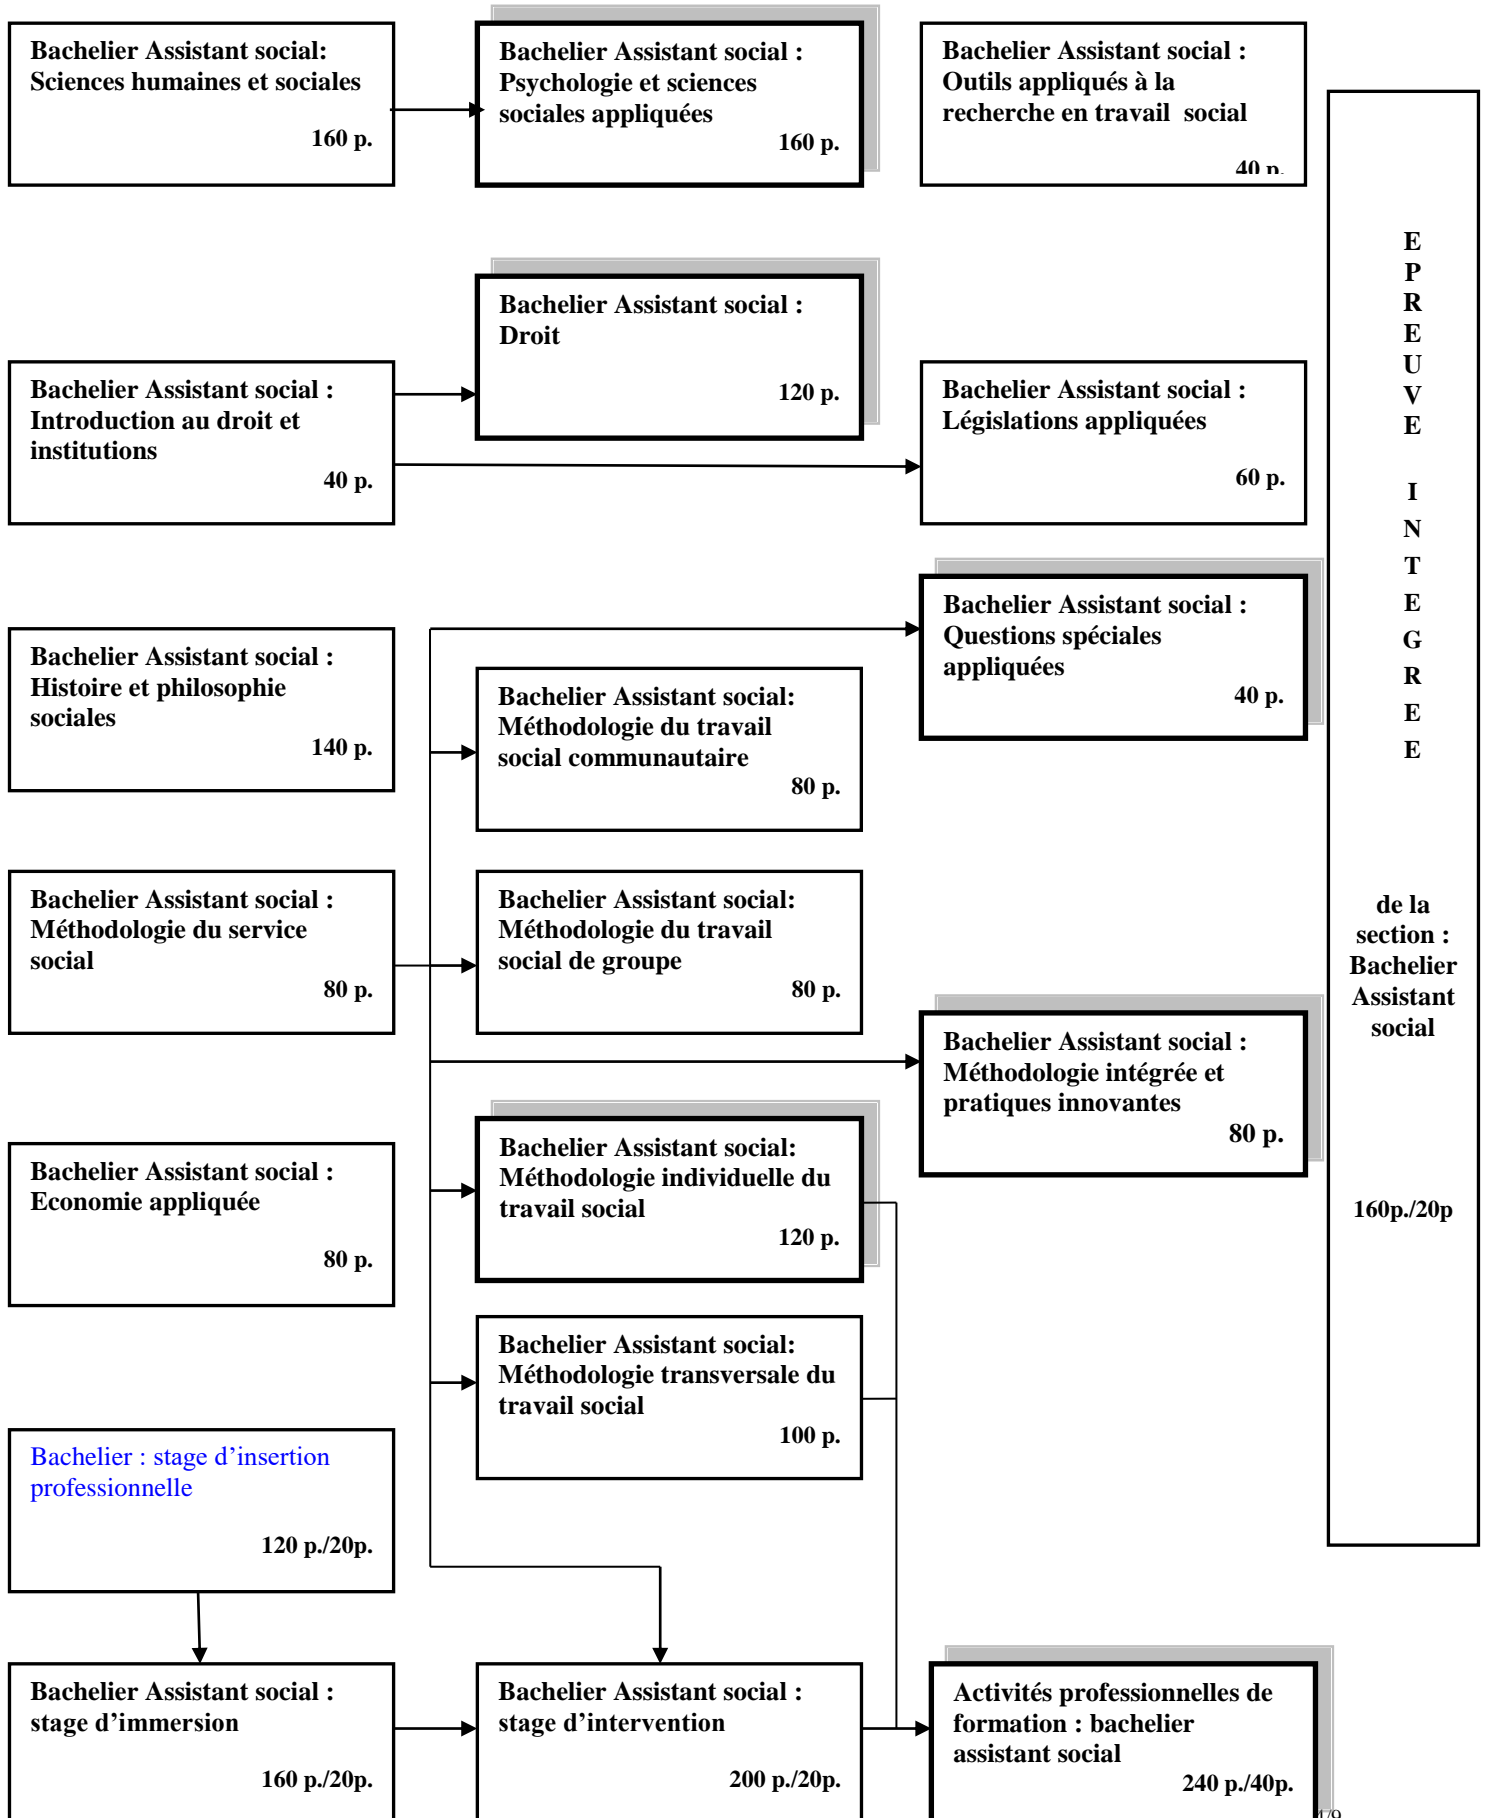 Bachelier Assistant social:
Sciences humaines et sociales
160 p.
Bachelier Assistant social :
Psychologie et sciences
sociales appliquées
160 p.
Bachelier Assistant social :
Outils appliqués à la
recherche en travail social
40 p.
Bachelier Assistant social :
Droit
120 p.
Bachelier Assistant social :
Introduction au droit et
institutions
40 p.
Bachelier Assistant social :
Législations appliquées
60 p.
Bachelier Assistant social :
Histoire et philosophie
sociales
140 p.
Bachelier Assistant social:
Méthodologie du travail
social communautaire
80 p.
Bachelier Assistant social :
Questions spéciales
appliquées
40 p.
Bachelier Assistant social :
Méthodologie du service
social
80 p.
Bachelier Assistant social:
Méthodologie du travail
social de groupe
80 p.
Bachelier Assistant social :
Méthodologie intégrée et
pratiques innovantes
80 p.
Bachelier Assistant social :
Economie appliquée
80 p.
Bachelier Assistant social:
Méthodologie individuelle du
travail social
120 p.
Bachelier Assistant social:
Méthodologie transversale du
travail social
100 p.
Bachelier : stage d’insertion
professionnelle
120 p./20p.
Bachelier Assistant social :
stage d’immersion
160 p./20p.
Bachelier Assistant social :
stage d’intervention
200 p./20p.
Activités professionnelles de
formation : bachelier
assistant social
240 p./40p.
E
P
R
E
U
V
E
I
N
T
E
G
R
E
E
de la
section :
Bachelier
Assistant
social
160p./20p
4/9